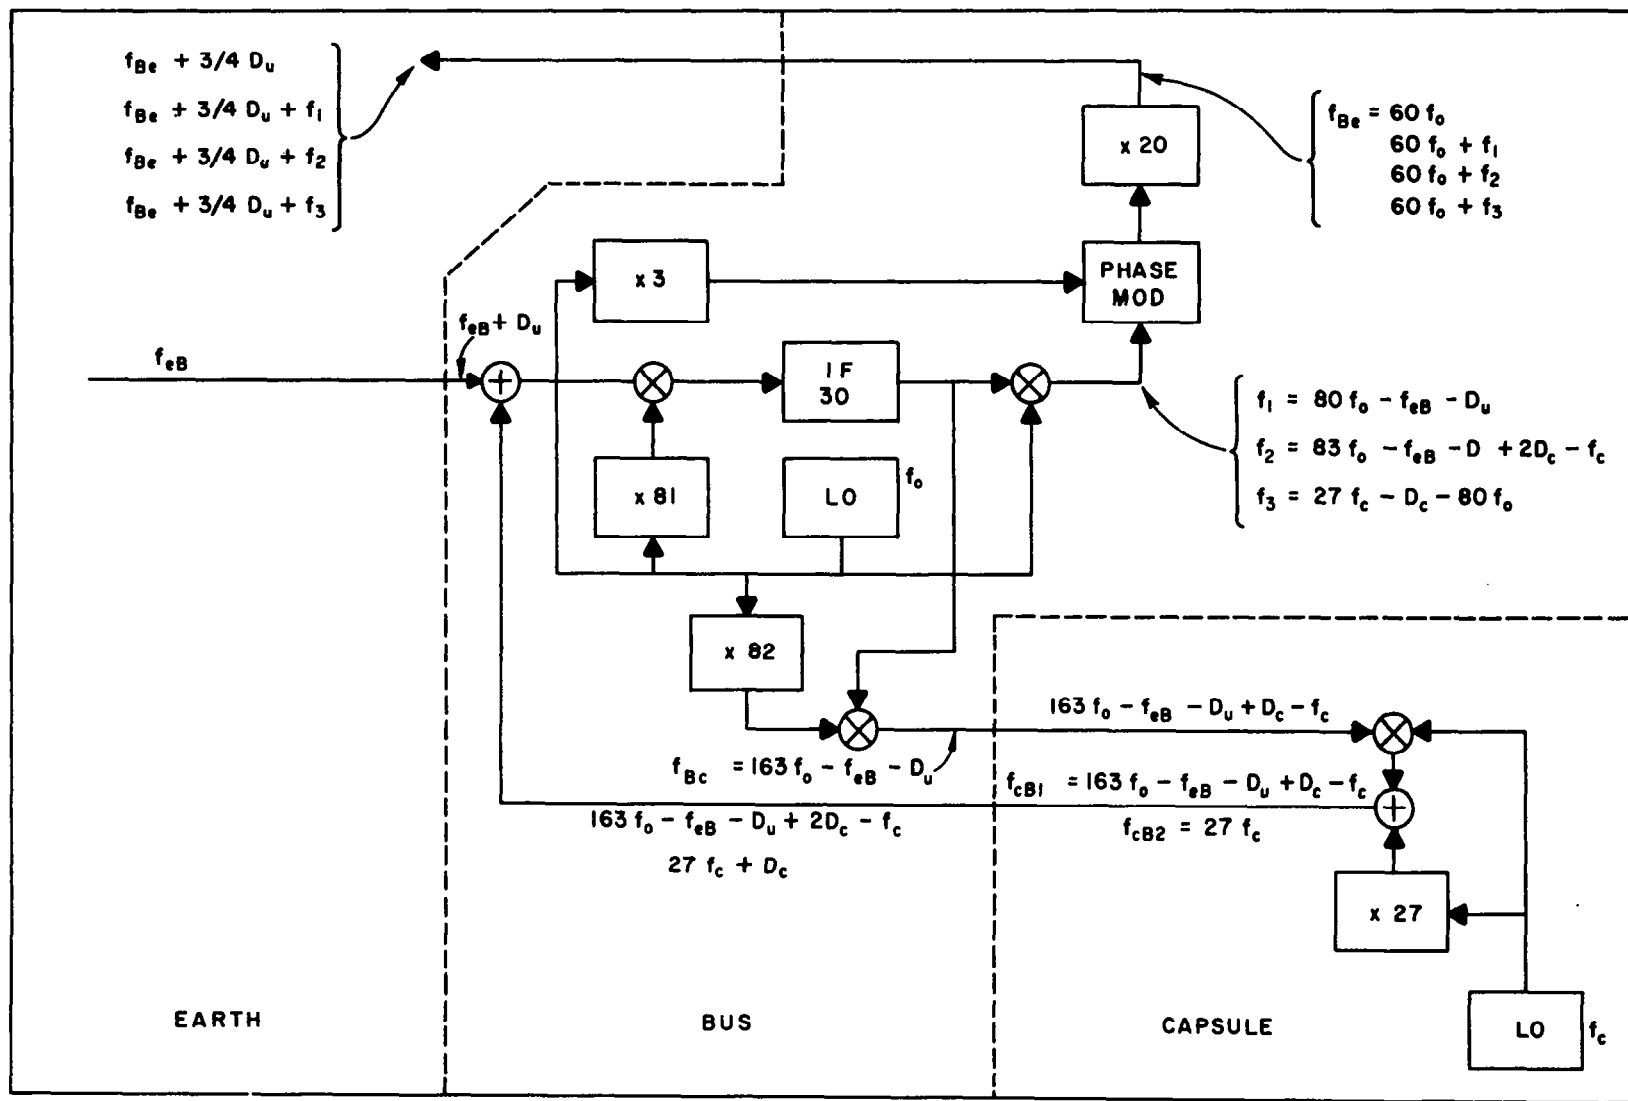 f_Be + 3/4 D_u
f_Be + 3/4 D_u + f_1
f_Be + 3/4 D_u + f_2
f_Be + 3/4 D_u + f_3
x 20
f_Be = 60 f_o
60 f_o + f_1
60 f_o + f_2
60 f_o + f_3
x 3
PHASE
MOD
f_eB + D_u
f_eB
IF
30
x 81
LO
f_o
f_1 = 80 f_o - f_eB - D_u
f_2 = 83 f_o - f_eB - D + 2D_c - f_c
f_3 = 27 f_c - D_c - 80 f_o
x 82
163 f_o - f_eB - D_u + D_c - f_c
f_Bc = 163 f_o - f_eB - D_u
f_cB1 = 163 f_o - f_eB - D_u + D_c - f_c
163 f_o - f_eB - D_u + 2D_c - f_c
f_cB2 = 27 f_c
27 f_c + D_c
x 27
EARTH
BUS
CAPSULE
LO
f_c